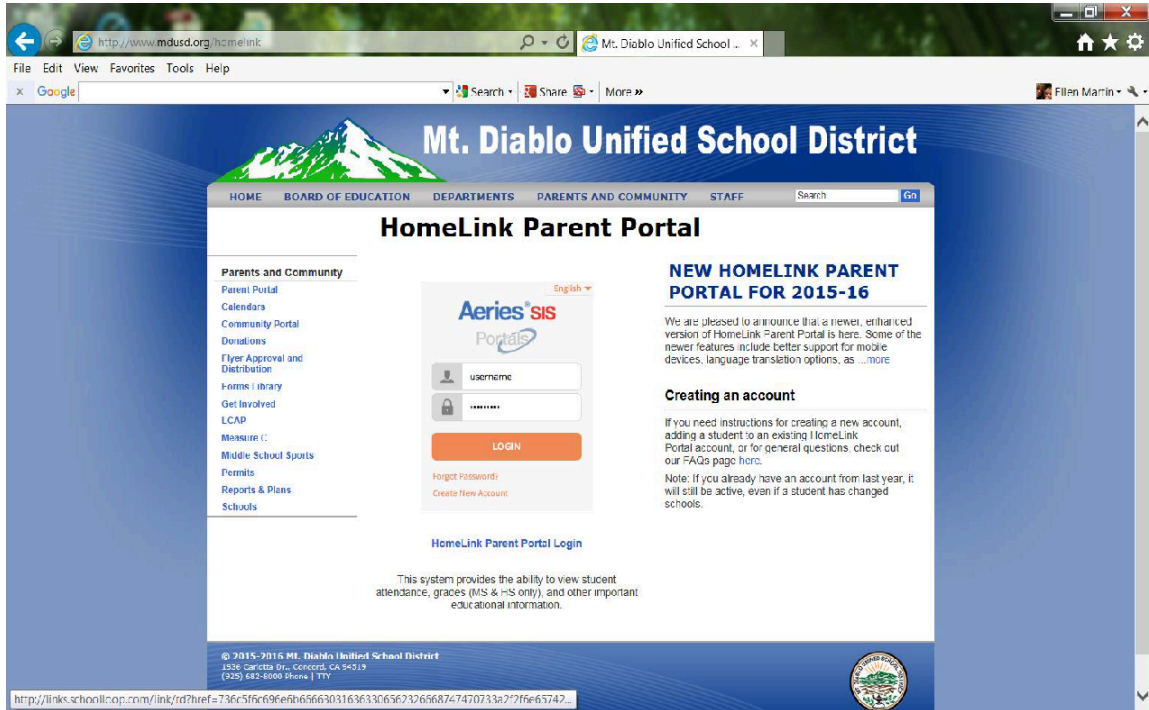 http://www.mdusd.org/homelink
Mt. Diablo Unified School ...
File Edit View Favorites Tools Help
Google
Search
Share
More »
Ellen Martin
Mt. Diablo Unified School District
HOME BOARD OF EDUCATION DEPARTMENTS PARENTS AND COMMUNITY STAFF
Search Go
HomeLink Parent Portal
Parents and Community
Parent Portal
Calendars
Community Portal
Donations
Flyer Approval and
Distribution
Forms Library
Get Involved
LCAP
Measure C
Middle School Sports
Permits
Reports & Plans
Schools
English
Aeries® SIS
Portals
username
LOGIN
Forgot Password?
Create New Account
HomeLink Parent Portal Login
This system provides the ability to view student
attendance, grades (MS & HS only), and other important
educational information.
NEW HOMELINK PARENT
PORTAL FOR 2015-16
We are pleased to announce that a newer, enhanced
version of HomeLink Parent Portal is here. Some of the
newer features include better support for mobile
devices, language translation options, as ...more
Creating an account
If you need instructions for creating a new account,
adding a student to an existing HomeLink
Portal account, or for general questions, check out
our FAQs page here.
Note: If you already have an account from last year, it
will still be active, even if a student has changed
schools.
© 2015-2016 Mt. Diablo Unified School District
1936 Carlotta Dr., Concord, CA 94519
(925) 682-8000 Phone | TTY